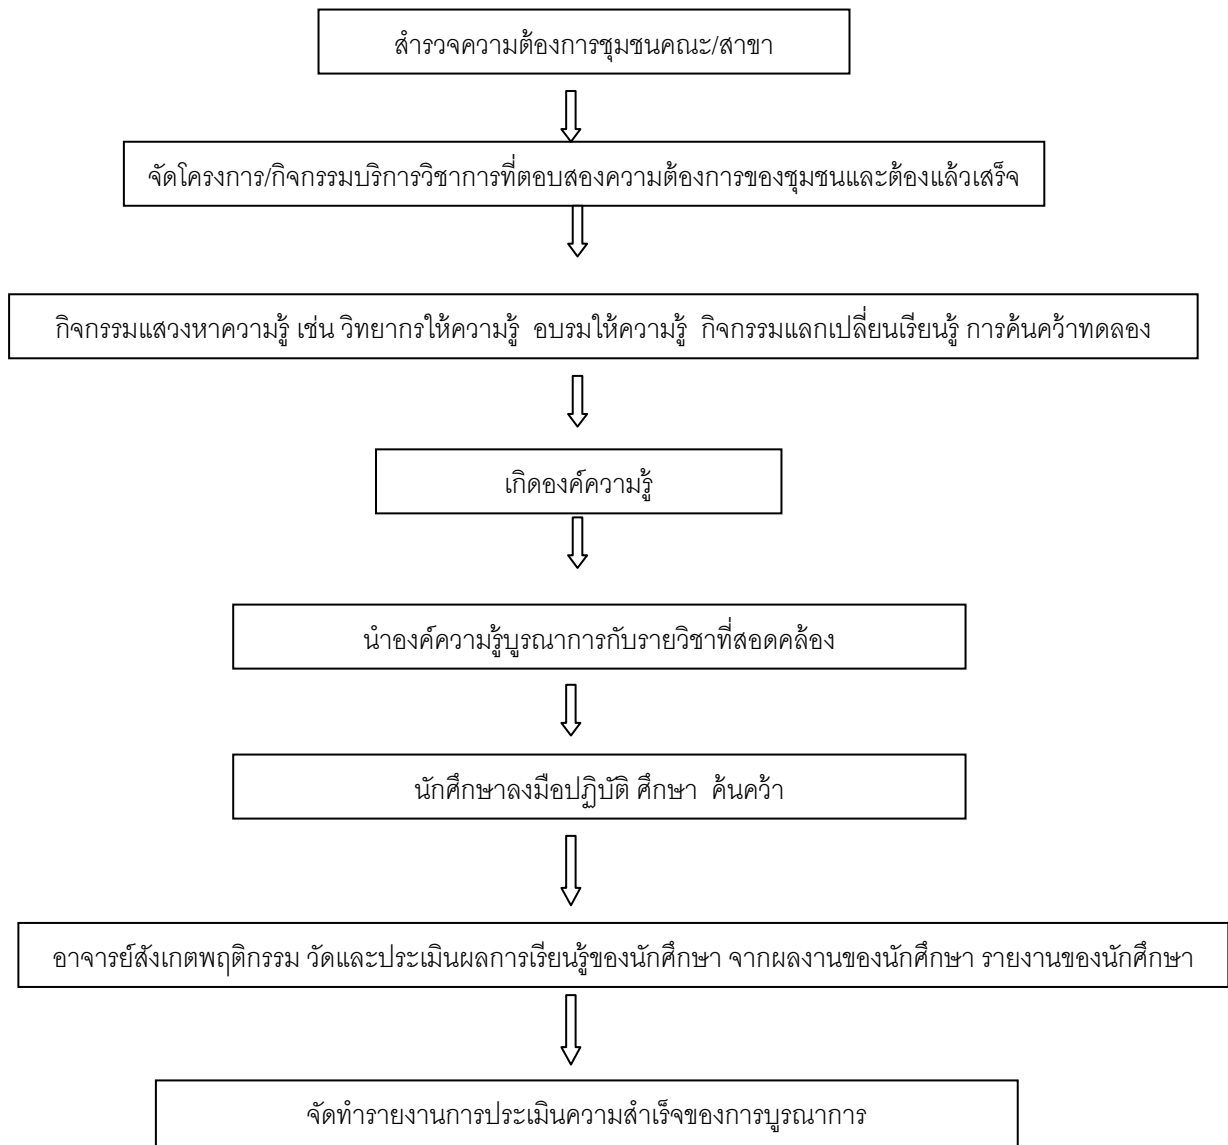 สำรวจความต้องการชุมชนคณะ/สาขา
จัดโครงการ/กิจกรรมบริการวิชาการที่ตอบสองความต้องการของชุมชนและต้องแล้วเสร็จ
กิจกรรมแสวงหาความรู้ เช่น วิทยากรให้ความรู้ อบรมให้ความรู้ กิจกรรมแลกเปลี่ยนเรียนรู้ การค้นคว้าทดลอง
เกิดองค์ความรู้
นำองค์ความรู้บูรณาการกับรายวิชาที่สอดคล้อง
นักศึกษาลงมือปฏิบัติ ศึกษา ค้นคว้า
อาจารย์สังเกตพฤติกรรม วัดและประเมินผลการเรียนรู้ของนักศึกษา จากผลงานของนักศึกษา รายงานของนักศึกษา
จัดทำรายงานการประเมินความสำเร็จของการบูรณาการ